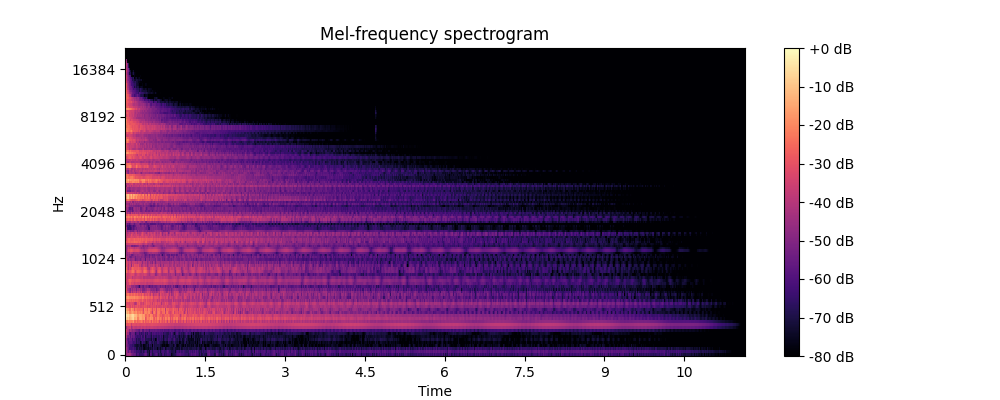 Mel-frequency spectrogram
Hz
16384
8192
4096
2048
1024
512
0
0 1.5 3 4.5 6 7.5 9 10
Time
+0 dB
-10 dB
-20 dB
-30 dB
-40 dB
-50 dB
-60 dB
-70 dB
-80 dB